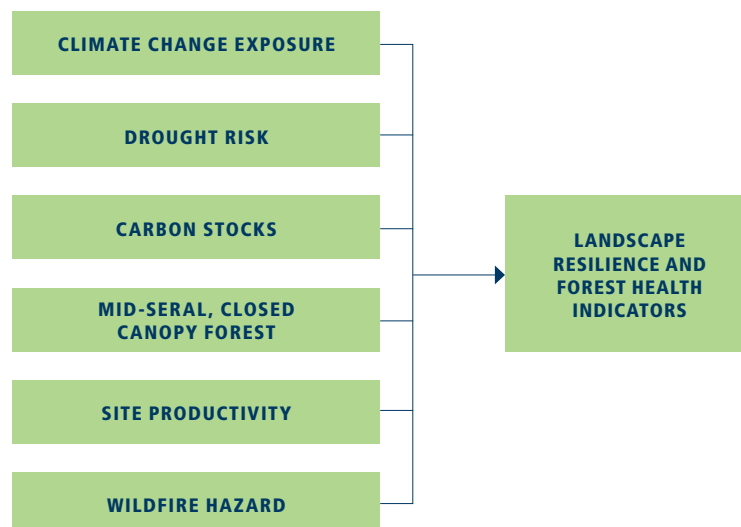 CLIMATE CHANGE EXPOSURE
DROUGHT RISK
CARBON STOCKS
MID-SERAL, CLOSED
CANOPY FOREST
SITE PRODUCTIVITY
WILDFIRE HAZARD
LANDSCAPE
RESILIENCE AND
FOREST HEALTH
INDICATORS